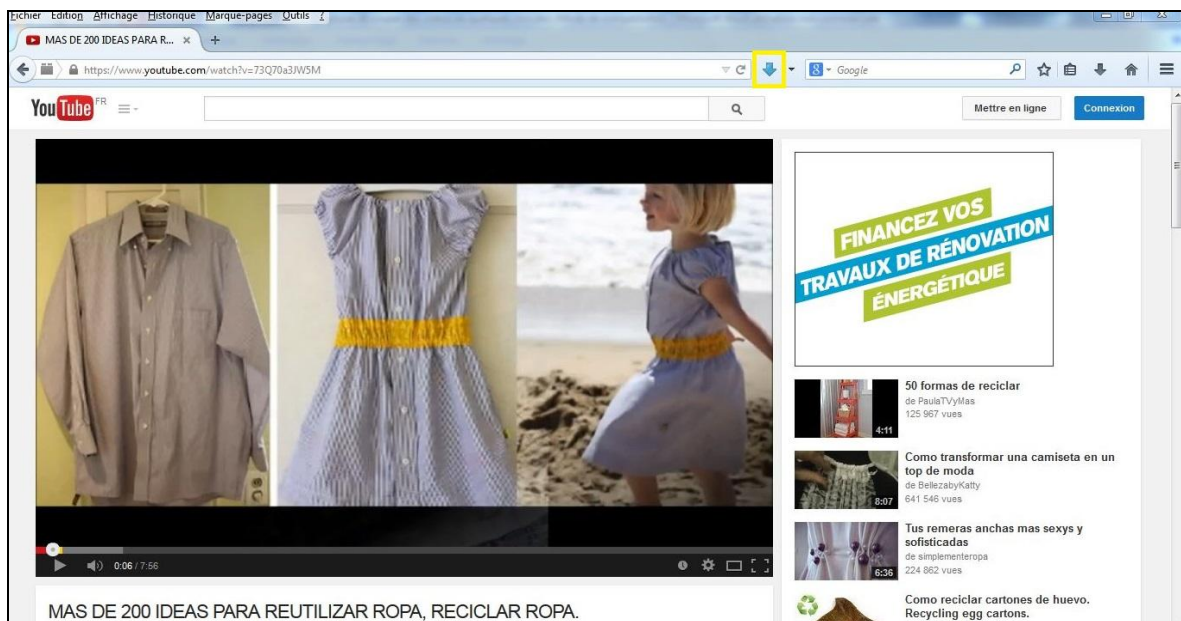 Fichier Edition Affichage Historique Marque-pages Outils ?
MAS DE 200 IDEAS PARA R... × +
https://www.youtube.com/watch?v=73Q70a3JW5M
8 Google
You Tube FR
Mettre en ligne Connexion
FINANCEZ VOS
TRAVAUX DE RÉNOVATION
ÉNERGÉTIQUE
50 formas de reciclar
de PaulaTVyMas
125 967 vues
4:11
Como transformar una camiseta en un
top de moda
de BellezabyKatty
641 546 vues
8:07
Tus remeras anchas mas sexys y
sofisticadas
de simplementeropa
224 862 vues
6:36
Como reciclar cartones de huevo.
Recycling egg cartons.
0:06 / 7:56
MAS DE 200 IDEAS PARA REUTILIZAR ROPA, RECICLAR ROPA.